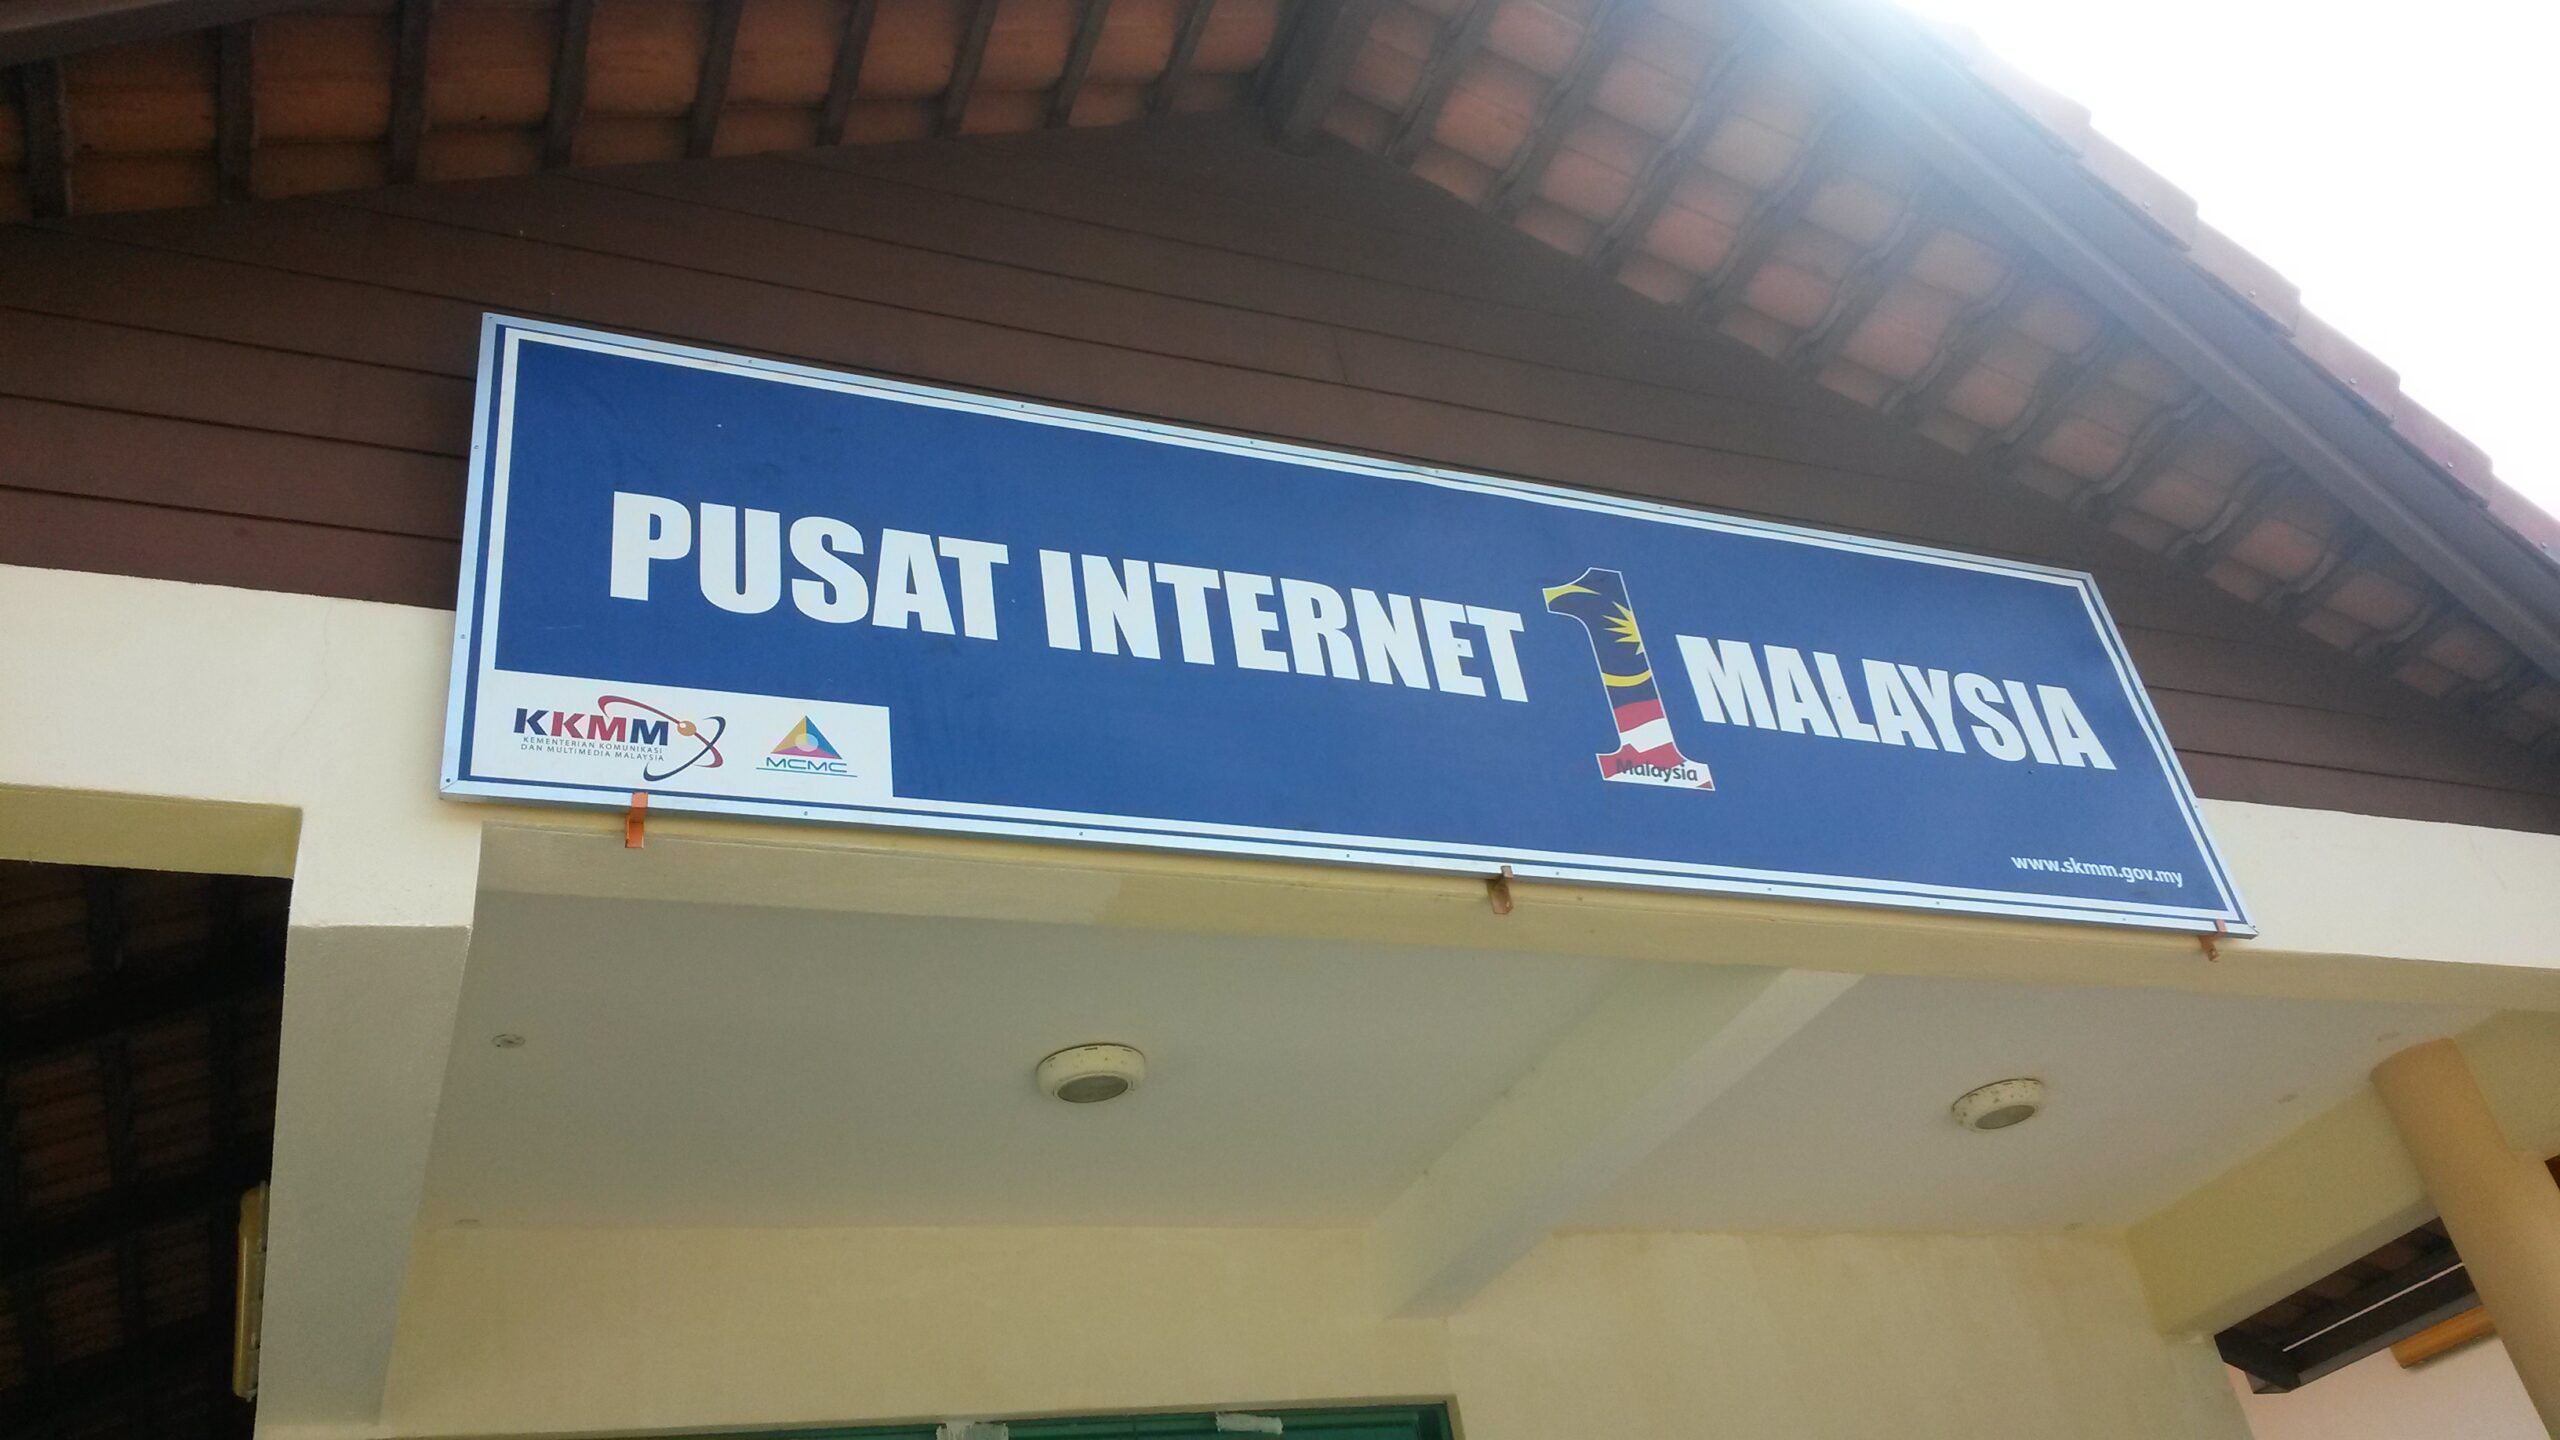 PUSAT INTERNET 1 MALAYSIA
Malaysia
KKMM
KEMENTERIAN KOMUNIKASI
DAN MULTIMEDIA MALAYSIA
MCMC
www.skmm.gov.my